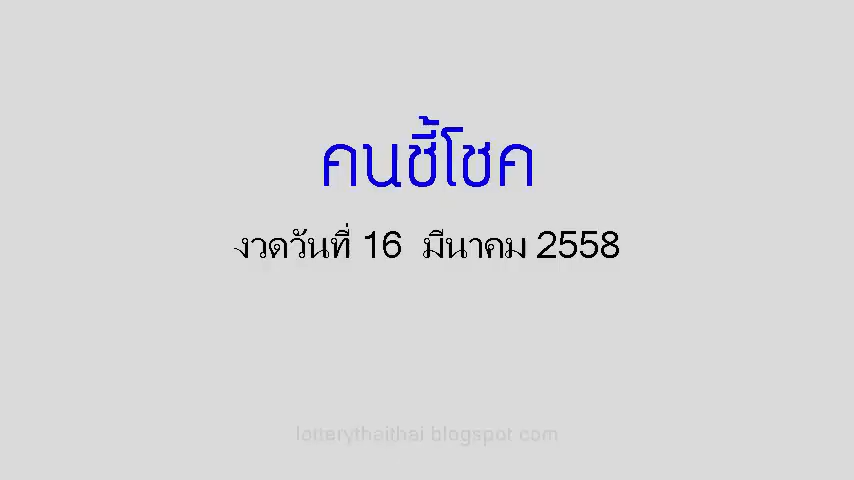 คนชี้โชค
งวดวันที่ 16 มีนาคม 2558
lotterythaithai blogspot com